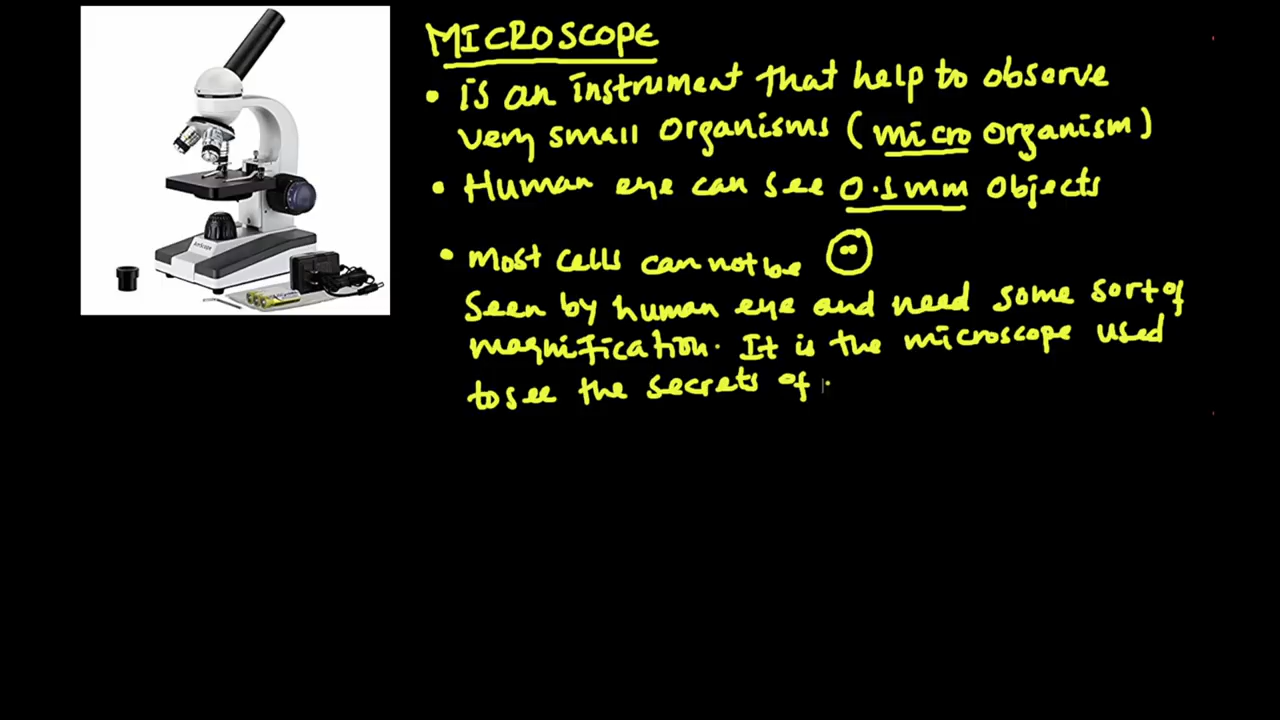 MICROSCOPE
• is an instrument that help to observe
very small organisms (micro organism)
• Human eye can see 0.1mm objects
• Most cells can not be
seen by human eye and need some sort of
magnification. It is the microscope used
to see the secrets of